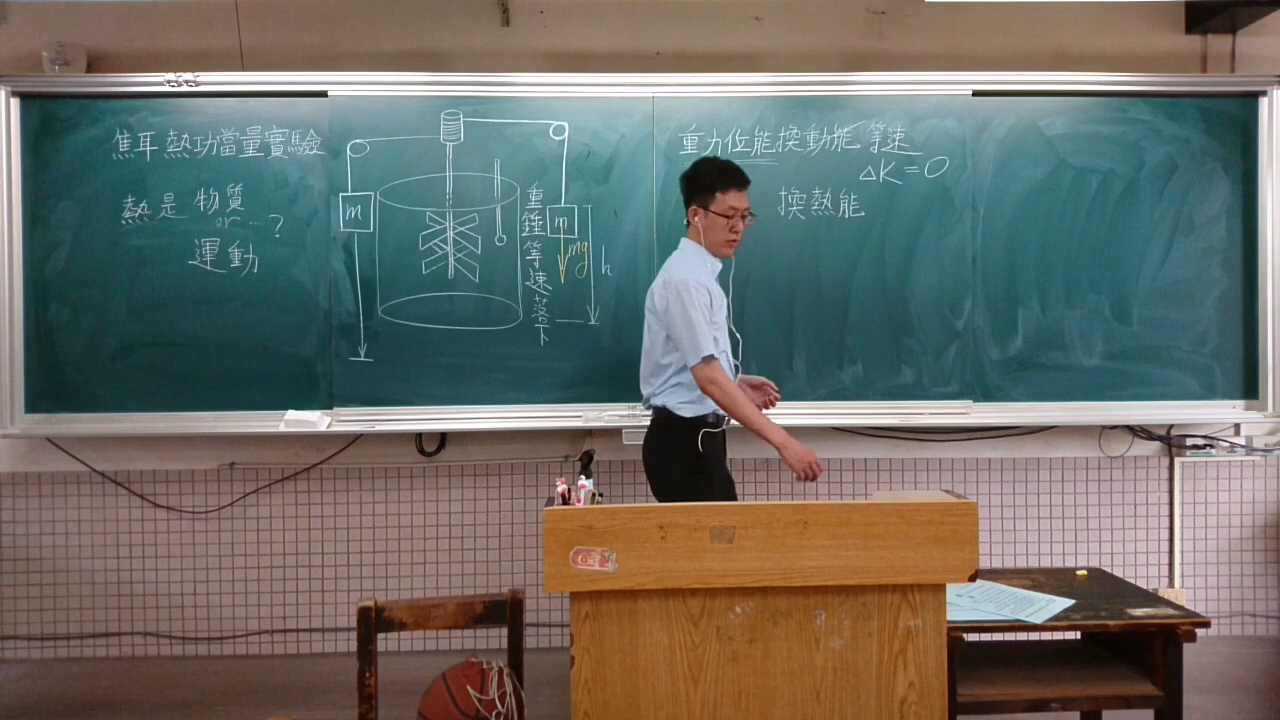 焦耳熱功當量實驗
熱是物質
or ... ?
運動
m
重錘等速落下
m
mg
h
重力位能換動能 等速
ΔK=0
換熱能